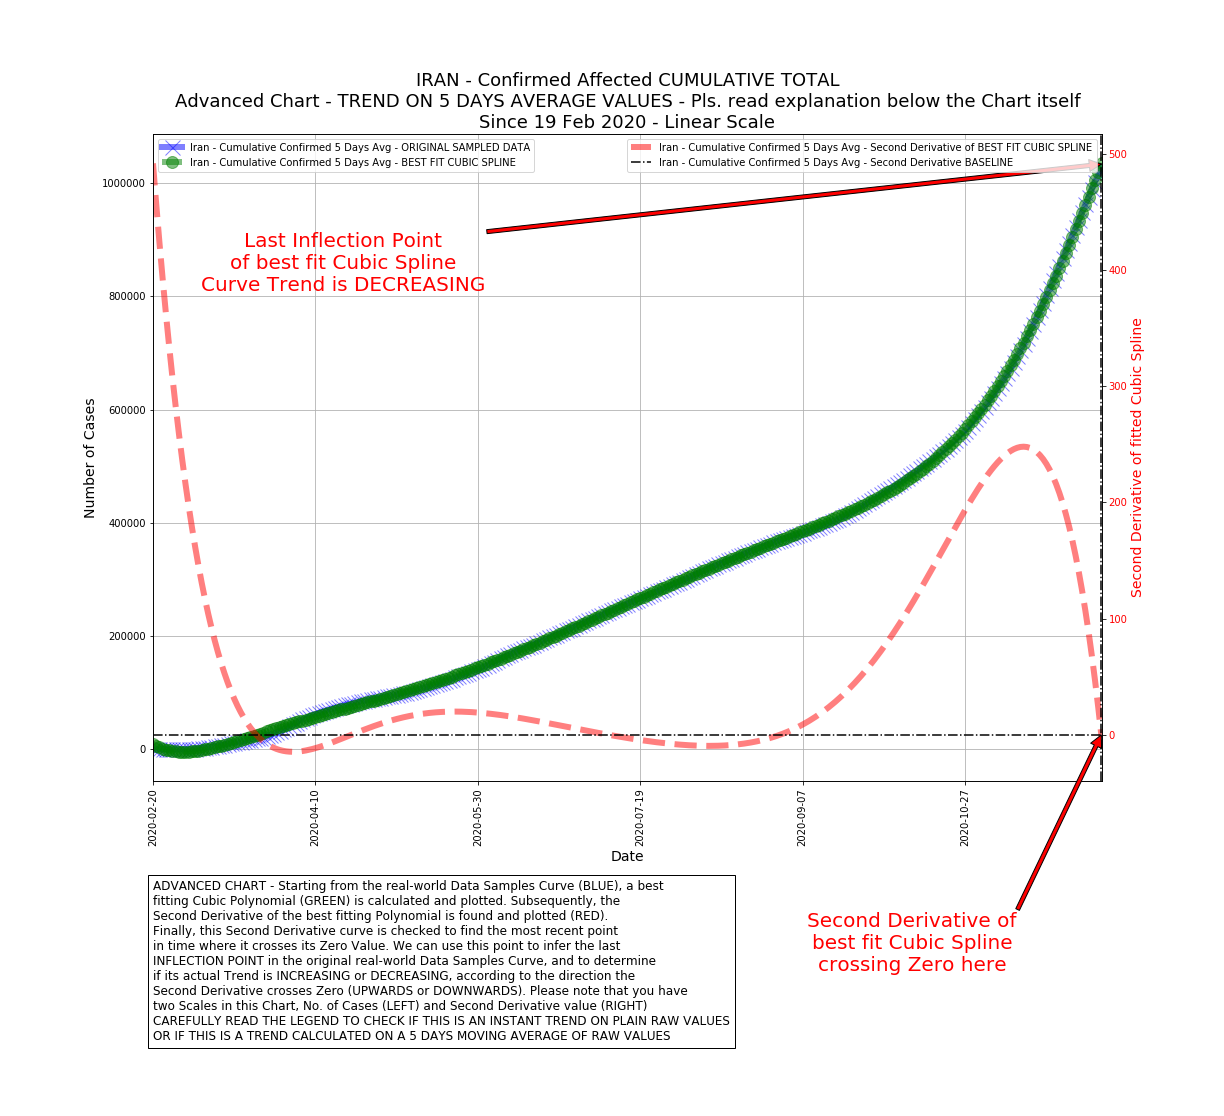 IRAN - Confirmed Affected CUMULATIVE TOTAL
Advanced Chart - TREND ON 5 DAYS AVERAGE VALUES - Pls. read explanation below the Chart itself
Since 19 Feb 2020 - Linear Scale
Iran - Cumulative Confirmed 5 Days Avg - ORIGINAL SAMPLED DATA
Iran - Cumulative Confirmed 5 Days Avg - BEST FIT CUBIC SPLINE
Iran - Cumulative Confirmed 5 Days Avg - Second Derivative of BEST FIT CUBIC SPLINE
Iran - Cumulative Confirmed 5 Days Avg - Second Derivative BASELINE
Last Inflection Point
of best fit Cubic Spline
Curve Trend is DECREASING
Number of Cases
1000000
800000
600000
400000
200000
0
500
400
300
200
100
0
Second Derivative of fitted Cubic Spline
2020-02-20
2020-04-10
2020-05-30
2020-07-19
2020-09-07
2020-10-27
Date
ADVANCED CHART - Starting from the real-world Data Samples Curve (BLUE), a best
fitting Cubic Polynomial (GREEN) is calculated and plotted. Subsequently, the
Second Derivative of the best fitting Polynomial is found and plotted (RED).
Finally, this Second Derivative curve is checked to find the most recent point
in time where it crosses its Zero Value. We can use this point to infer the last
INFLECTION POINT in the original real-world Data Samples Curve, and to determine
if its actual Trend is INCREASING or DECREASING, according to the direction the
Second Derivative crosses Zero (UPWARDS or DOWNWARDS). Please note that you have
two Scales in this Chart, No. of Cases (LEFT) and Second Derivative value (RIGHT)
CAREFULLY READ THE LEGEND TO CHECK IF THIS IS AN INSTANT TREND ON PLAIN RAW VALUES
OR IF THIS IS A TREND CALCULATED ON A 5 DAYS MOVING AVERAGE OF RAW VALUES
Second Derivative of
best fit Cubic Spline
crossing Zero here